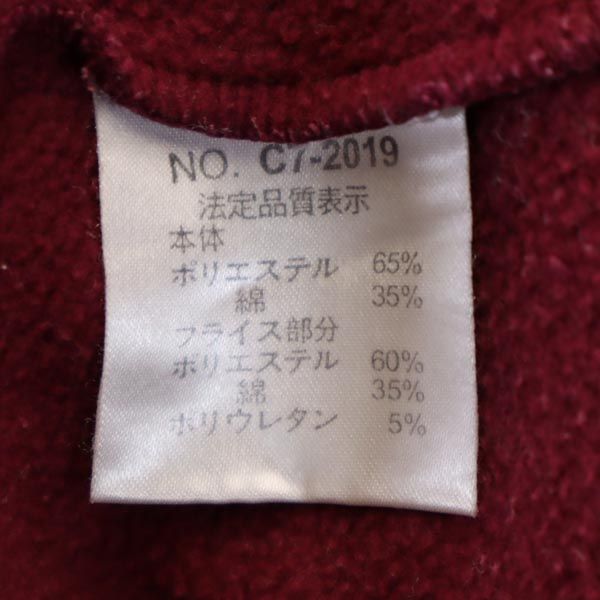 NO. C7-2019
法定品質表示
本体
ポリエステル 65%
綿 35%
フライス部分
ポリエステル 60%
綿 35%
ポリウレタン 5%